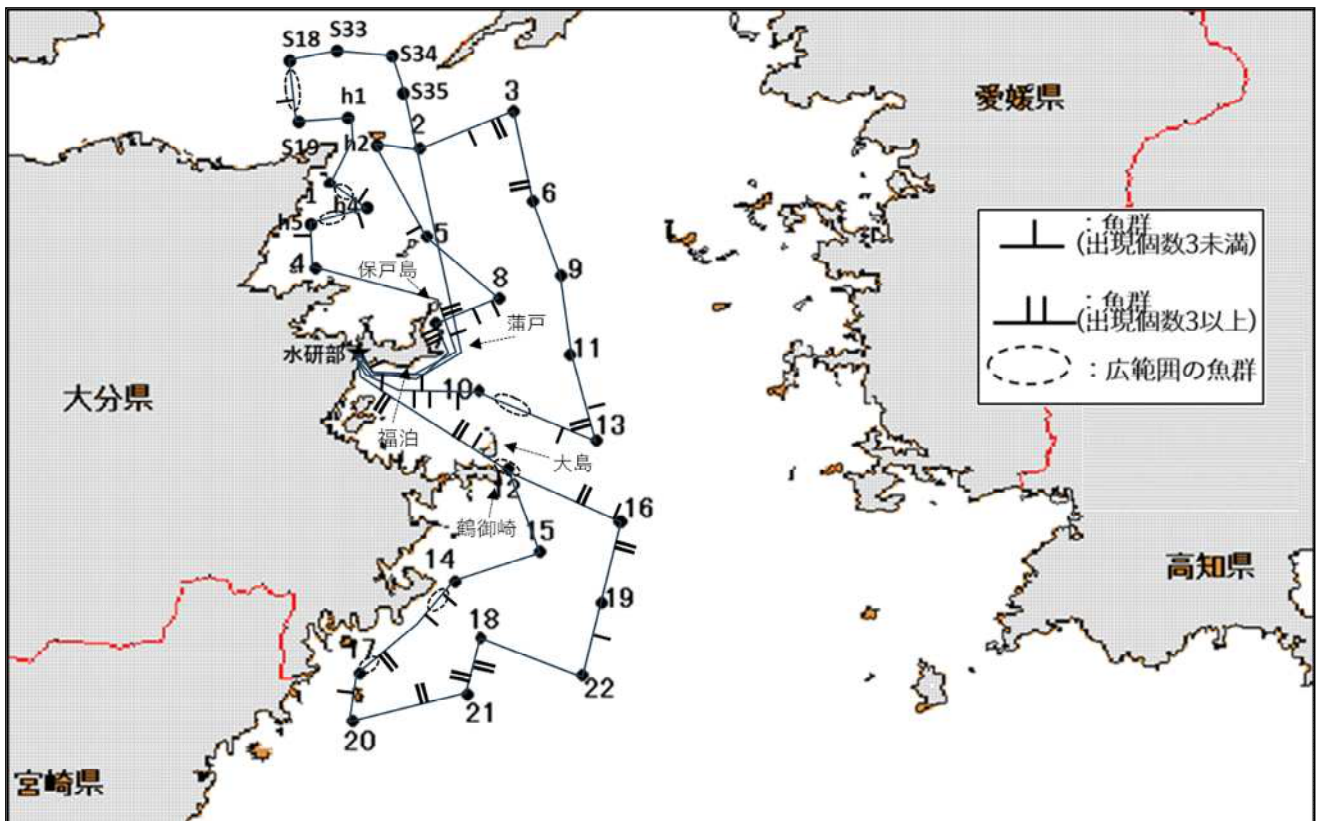 S18
S33
S34
S35
3
愛媛県
h1
S19
h2
2
1
h4
6
h5
5
: 魚群
(出現個数3未満)
4
保戸島
8
9
: 魚群
(出現個数3以上)
蒲戸
水研部
11
: 広範囲の魚群
大分県
10
福泊
大島
13
12
鶴御崎
16
15
14
高知県
19
17
18
22
21
20
宮崎県